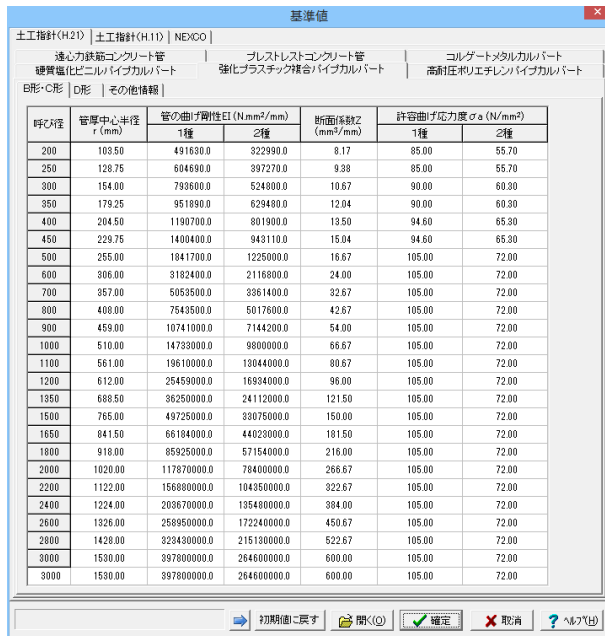 基準値
土工指針(H.21) 土工指針(H.11) NEXCO
遠心力鉄筋コンクリート管 プレストレストコンクリート管 コルゲートメタルカルバート
硬質塩化ビニルパイプカルバート 強化プラスチック複合パイプカルバート 高耐圧ポリエチレンパイプカルバート
B形・C形 D形 その他情報
呼び径 管厚中心半径 r (mm) 管の曲げ剛性EI (N.mm²/mm) 断面係数Z (mm³/mm) 許容曲げ応力度σa (N/mm²)
1種 2種 1種 2種
200 103.50 491630.0 322990.0 8.17 85.00 55.70
250 128.75 604690.0 397270.0 9.38 85.00 55.70
300 154.00 793600.0 524800.0 10.67 90.00 60.30
350 179.25 951890.0 629480.0 12.04 90.00 60.30
400 204.50 1190700.0 801900.0 13.50 94.60 65.30
450 229.75 1400400.0 943110.0 15.04 94.60 65.30
500 255.00 1841700.0 1225000.0 16.67 105.00 72.00
600 306.00 3182400.0 2116800.0 24.00 105.00 72.00
700 357.00 5053500.0 3361400.0 32.67 105.00 72.00
800 408.00 7543500.0 5017600.0 42.67 105.00 72.00
900 459.00 10741000.0 7144200.0 54.00 105.00 72.00
1000 510.00 14733000.0 9800000.0 66.67 105.00 72.00
1100 561.00 19610000.0 13044000.0 80.67 105.00 72.00
1200 612.00 25459000.0 16934000.0 96.00 105.00 72.00
1350 688.50 36250000.0 24112000.0 121.50 105.00 72.00
1500 765.00 49725000.0 33075000.0 150.00 105.00 72.00
1650 841.50 66184000.0 44023000.0 181.50 105.00 72.00
1800 918.00 85925000.0 57154000.0 216.00 105.00 72.00
2000 1020.00 117870000.0 78400000.0 266.67 105.00 72.00
2200 1122.00 156880000.0 104350000.0 322.67 105.00 72.00
2400 1224.00 203670000.0 135480000.0 384.00 105.00 72.00
2600 1326.00 258950000.0 172240000.0 450.67 105.00 72.00
2800 1428.00 323430000.0 215130000.0 522.67 105.00 72.00
3000 1530.00 397800000.0 264600000.0 600.00 105.00 72.00
3000 1530.00 397800000.0 264600000.0 600.00 105.00 72.00
初期値に戻す 開く(O) 確定 取消 ? ヘルプ(H)